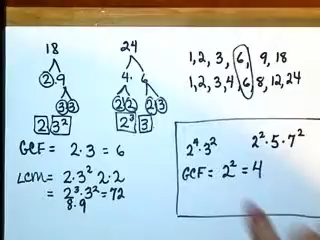 18
2 9
3 3
2 3²
24
4 · 6
2 2 2 3
2³ 3
1, 2, 3, 6, 9, 18
1, 2, 3, 4, 6, 8, 12, 24
GCF = 2 · 3 = 6
LCM = 2 · 3² 2 · 2
= 2³ · 3² = 72
8 · 9
2⁴ · 3² 2² · 5 · 7²
GCF = 2² = 4